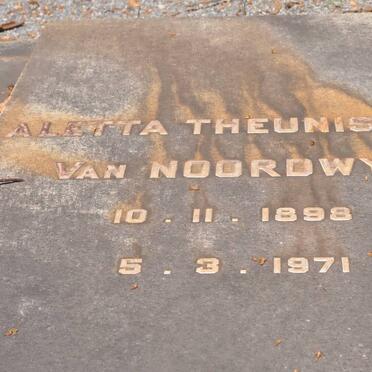 ALETTA THEUNIS
VAN NOORDWY
10 . 11 . 1898
5 . 3 . 1971